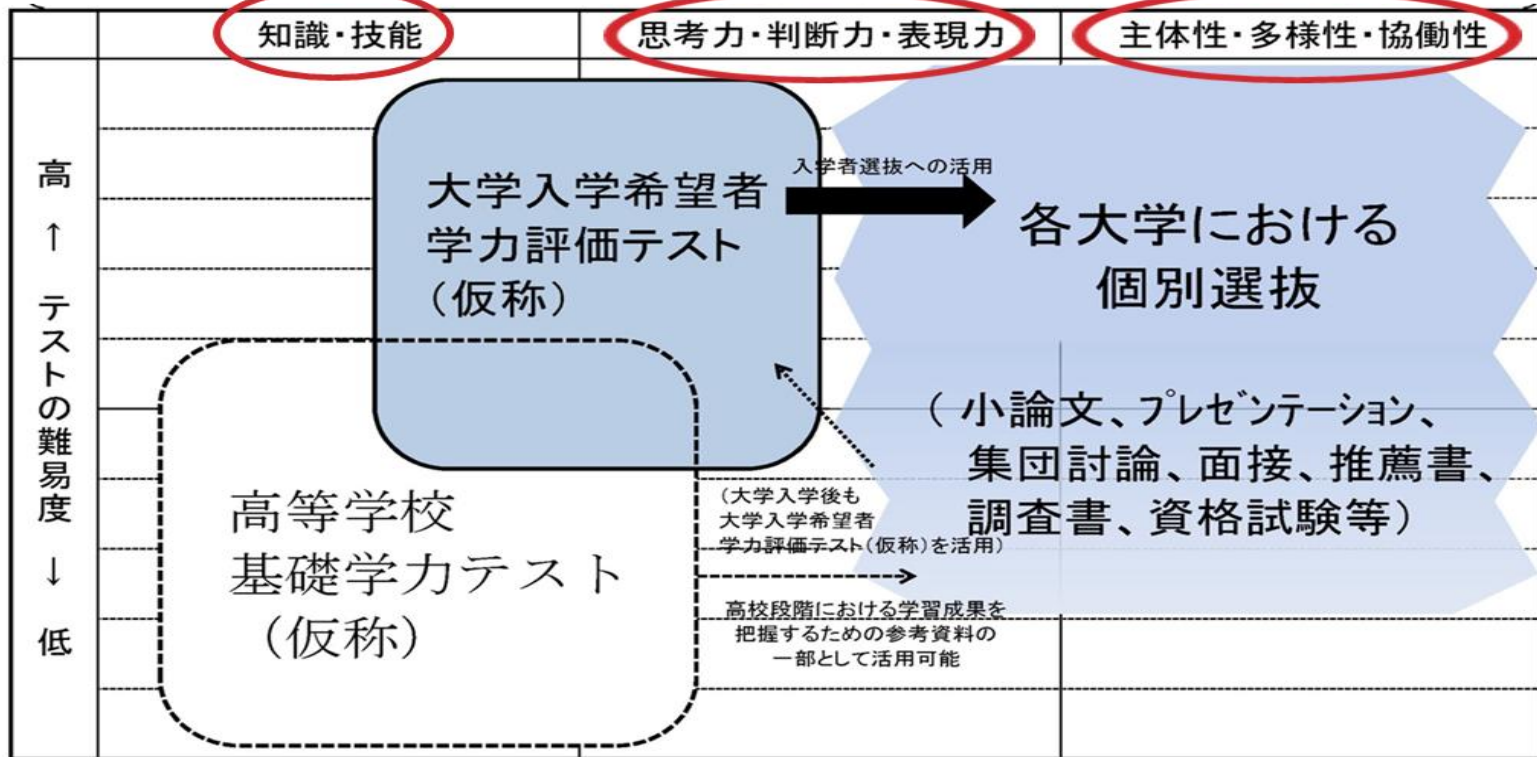 知識・技能
思考力・判断力・表現力
主体性・多様性・協働性
高
↑
テストの難易度
↓
低
大学入学希望者
学力評価テスト
（仮称）
入学者選抜への活用
各大学における
個別選抜
（小論文、プレゼンテーション、
集団討論、面接、推薦書、
調査書、資格試験等）
高等学校
基礎学力テスト
（仮称）
（大学入学後も
大学入学希望者
学力評価テスト（仮称）を活用）
高校段階における学習成果を
把握するための参考資料の
一部として活用可能